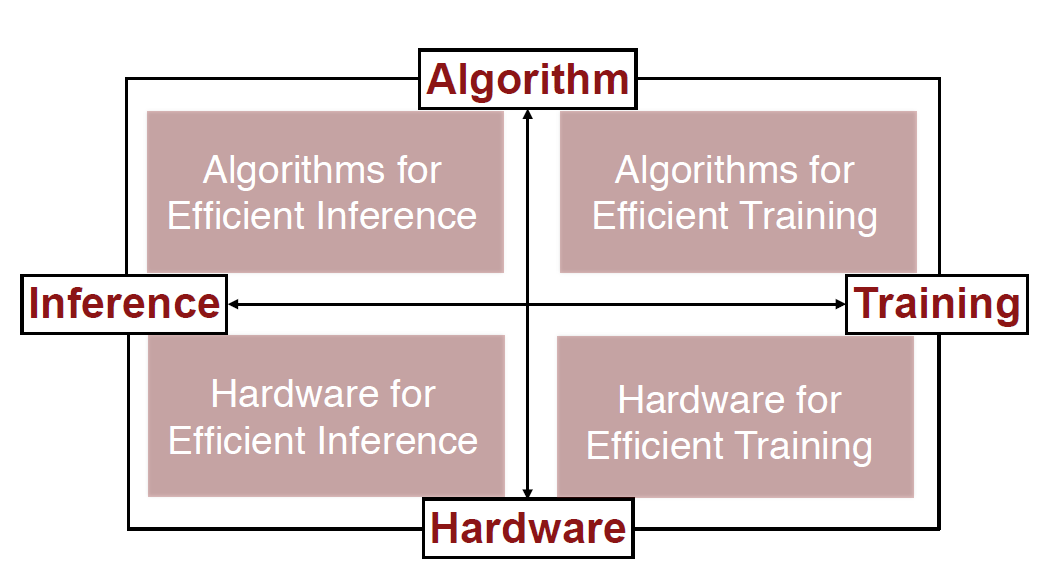 Algorithm
Algorithms for
Efficient Inference
Algorithms for
Efficient Training
Inference
Training
Hardware for
Efficient Inference
Hardware for
Efficient Training
Hardware